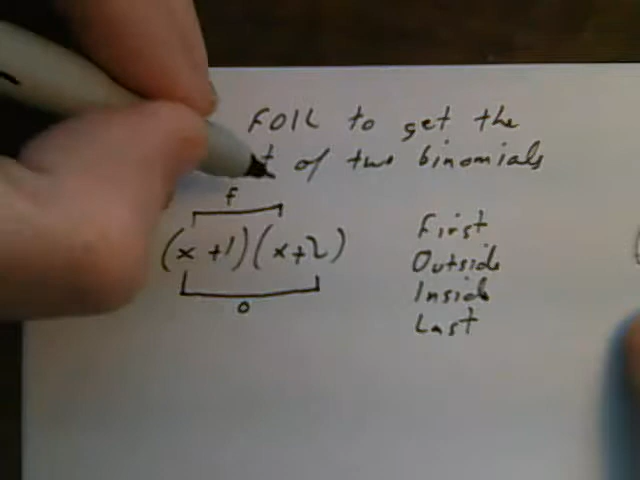 FOIL to get the
of two binomials
F
(x+1)(x+2)
O
First
Outside
Inside
Last